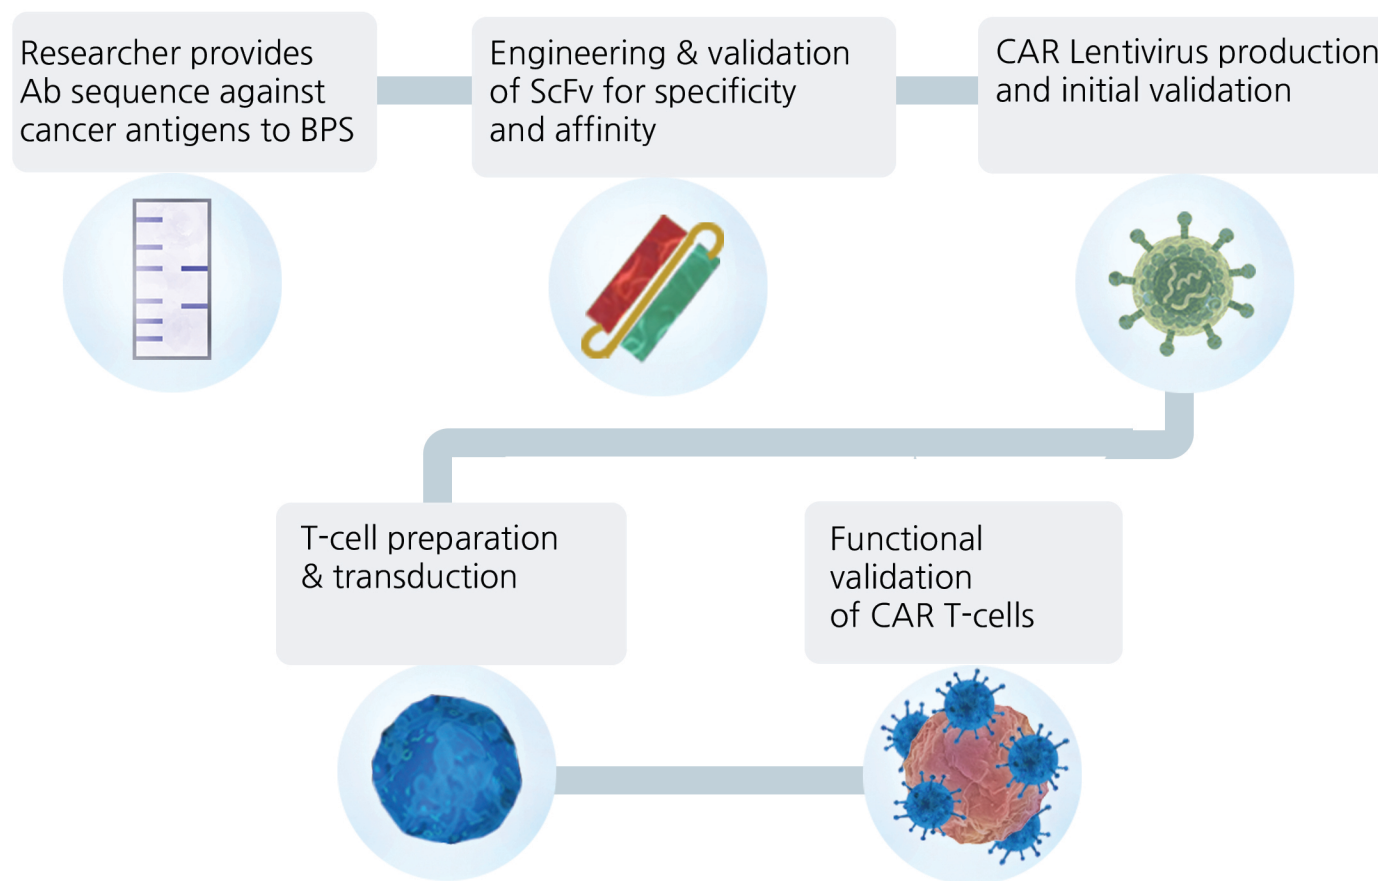 Researcher provides
Ab sequence against
cancer antigens to BPS
Engineering & validation
of ScFv for specificity
and affinity
CAR Lentivirus production
and initial validation
T-cell preparation
& transduction
Functional
validation
of CAR T-cells